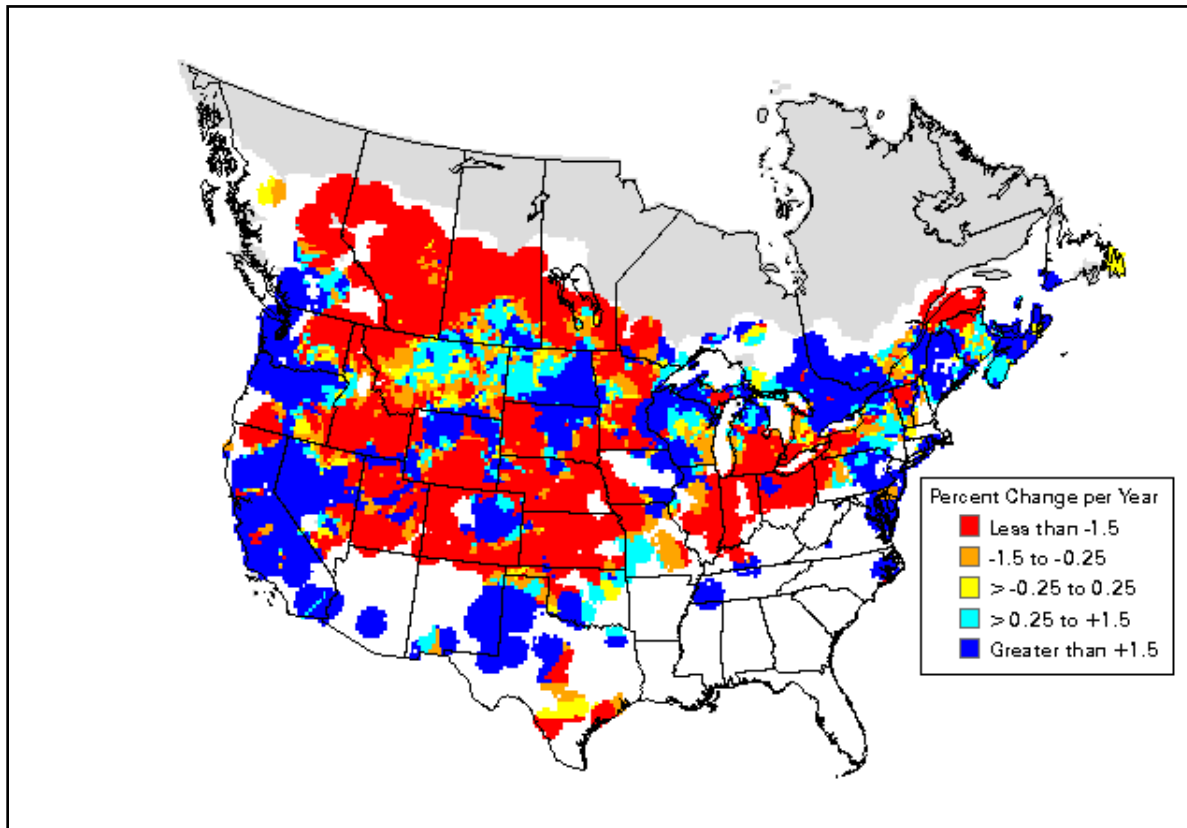 Percent Change per Year
Less than -1.5
-1.5 to -0.25
> -0.25 to 0.25
> 0.25 to +1.5
Greater than +1.5